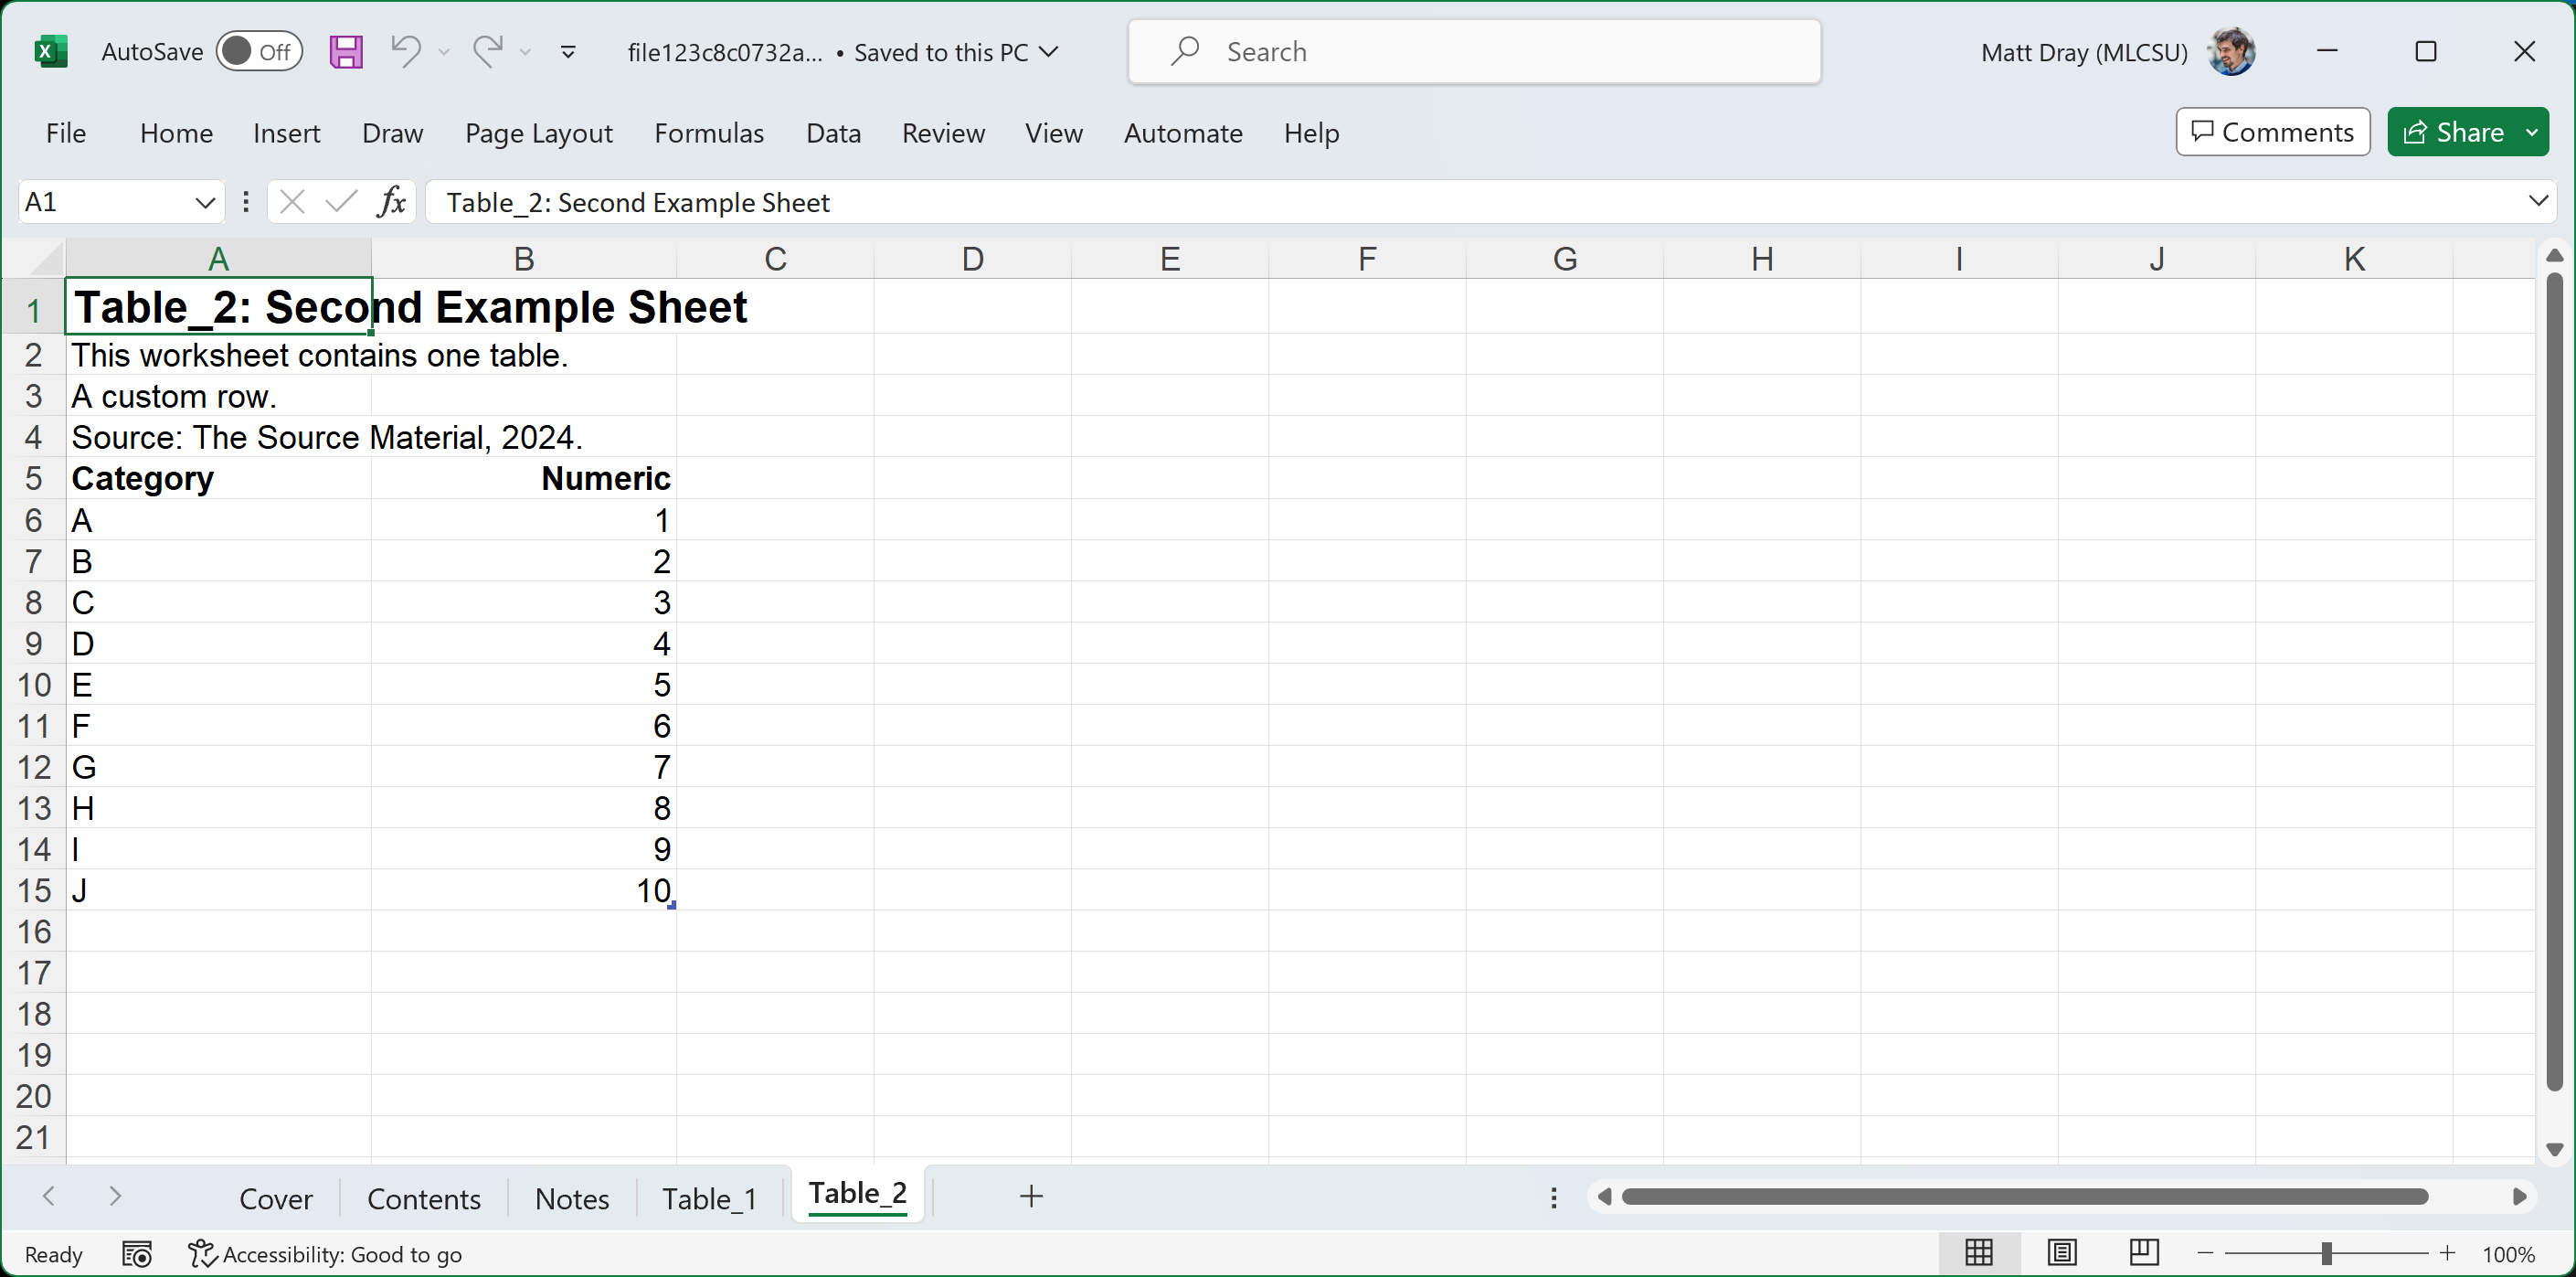 AutoSave Off file123c8c0732a... • Saved to this PC Search Matt Dray (MLCSU)
File Home Insert Draw Page Layout Formulas Data Review View Automate Help Comments Share
A1 fx Table_2: Second Example Sheet
A B C D E F G H I J K
1 Table_2: Second Example Sheet
2 This worksheet contains one table.
3 A custom row.
4 Source: The Source Material, 2024.
5 Category Numeric
6 A 1
7 B 2
8 C 3
9 D 4
10 E 5
11 F 6
12 G 7
13 H 8
14 I 9
15 J 10
16
17
18
19
20
21
Cover Contents Notes Table_1 Table_2
Ready Accessibility: Good to go 100%